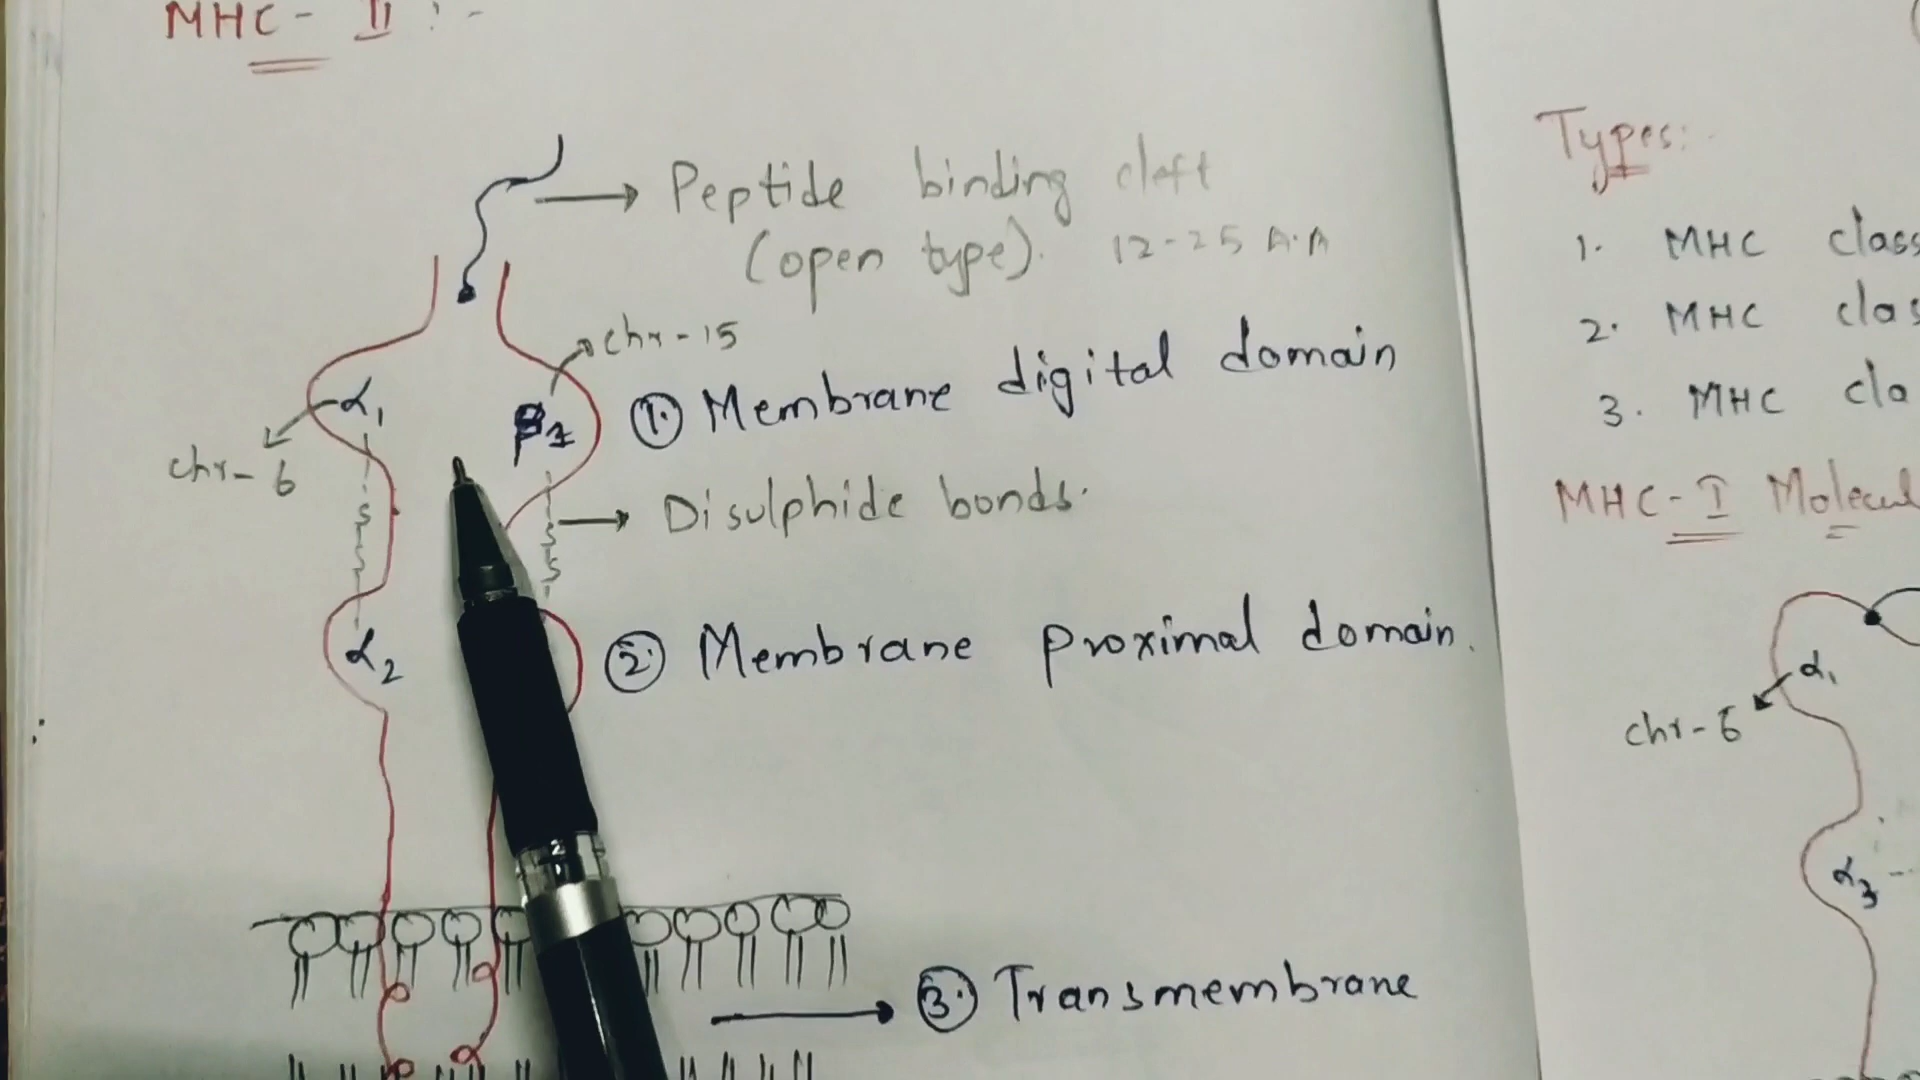 MHC - II :-
Peptide binding cleft
(open type). 12-25 A.A
chr-15
α1
β1
① Membrane digital domain
chr-6
S
S
S
S
Disulphide bonds.
α2
② Membrane proximal domain.
③ Transmembrane
Types:-
1. MHC class
2. MHC clas
3. MHC cla
MHC-I Molecul
α1
chr-6
α3